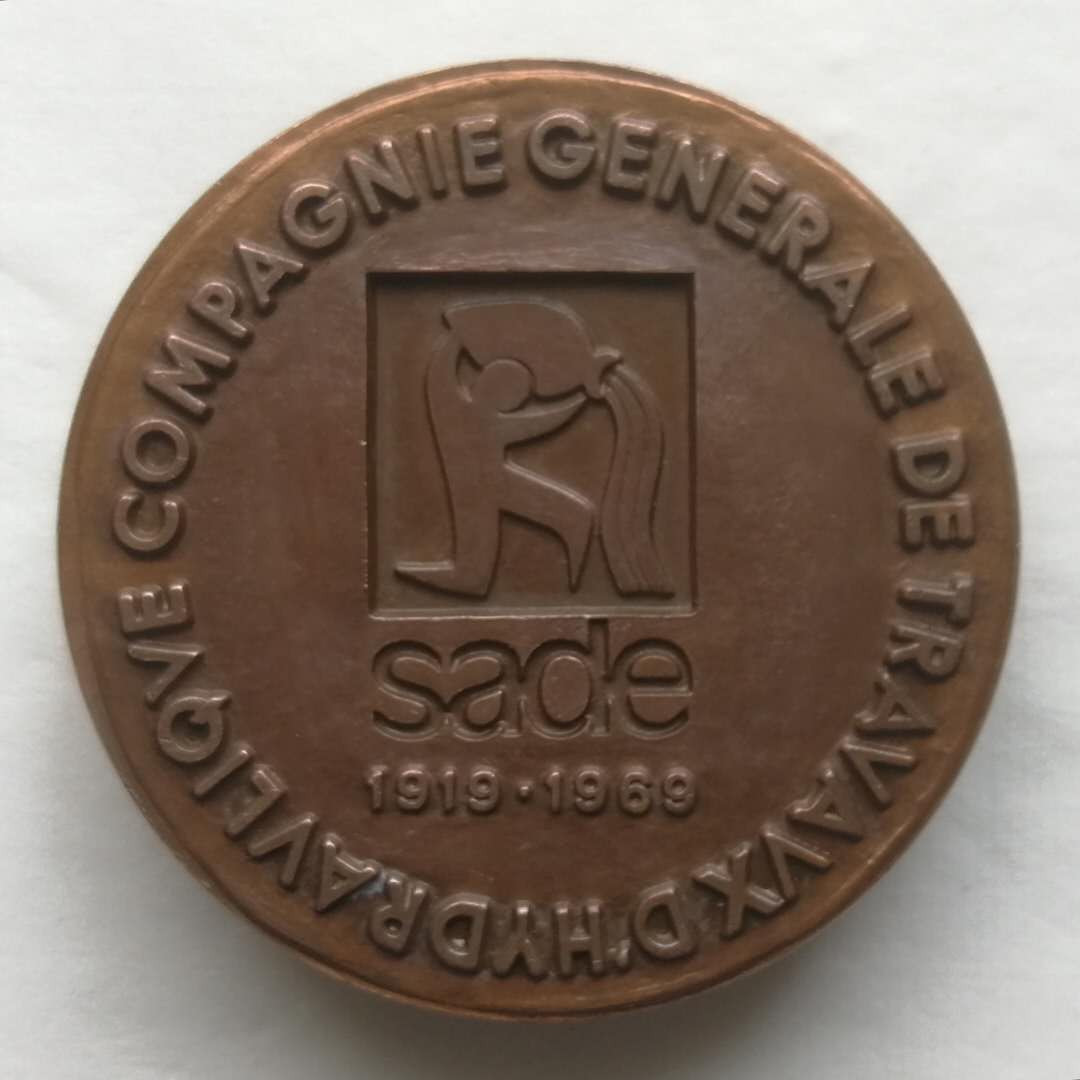 COMPAGNIE GENERALE DE TRAVAVX D'HYDRAVLIQVE
sade
1919 · 1969